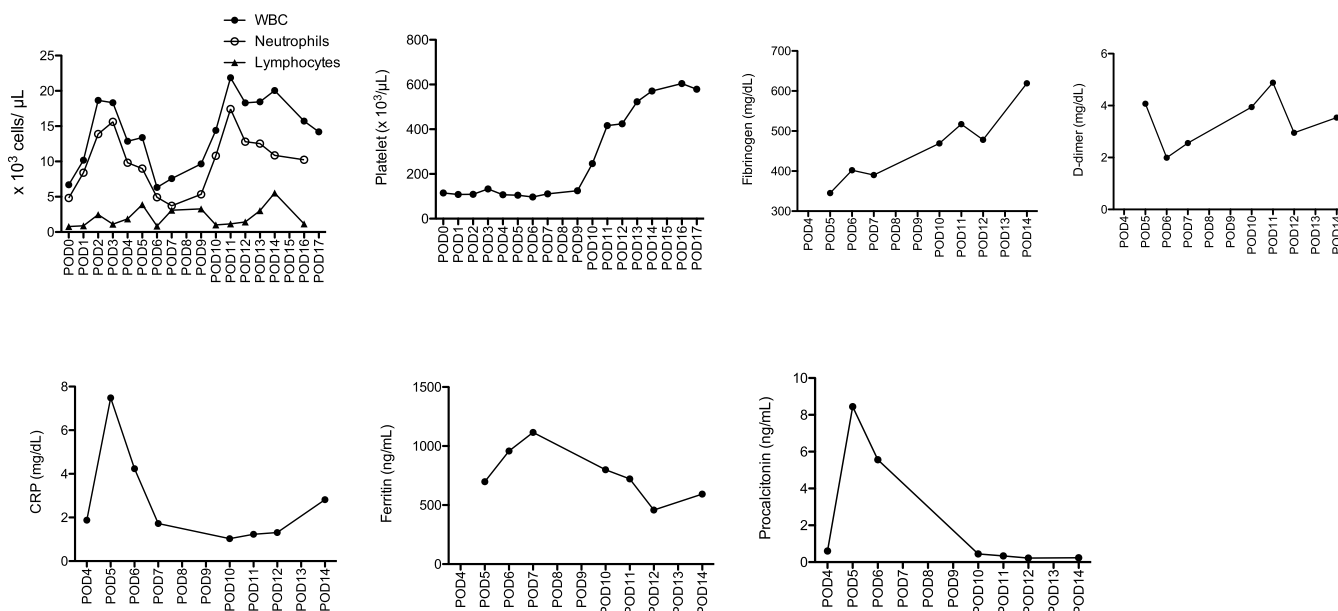 WBC
Neutrophils
Lymphocytes
x 10³ cells/ µL
25
20
15
10
5
0
POD0
POD1
POD2
POD3
POD4
POD5
POD6
POD7
POD8
POD9
POD10
POD11
POD12
POD13
POD14
POD15
POD16
POD17
Platelet (x 10³/µL)
800
600
400
200
0
POD0
POD1
POD2
POD3
POD4
POD5
POD6
POD7
POD8
POD9
POD10
POD11
POD12
POD13
POD14
POD15
POD16
POD17
Fibrinogen (mg/dL)
700
600
500
400
300
POD4
POD5
POD6
POD7
POD8
POD9
POD10
POD11
POD12
POD13
POD14
D-dimer (mg/dL)
6
4
2
0
POD4
POD5
POD6
POD7
POD8
POD9
POD10
POD11
POD12
POD13
POD14
CRP (mg/dL)
8
6
4
2
0
POD4
POD5
POD6
POD7
POD8
POD9
POD10
POD11
POD12
POD13
POD14
Ferritin (ng/mL)
1500
1000
500
0
POD4
POD5
POD6
POD7
POD8
POD9
POD10
POD11
POD12
POD13
POD14
Procalcitonin (ng/mL)
10
8
6
4
2
0
POD4
POD5
POD6
POD7
POD8
POD9
POD10
POD11
POD12
POD13
POD14